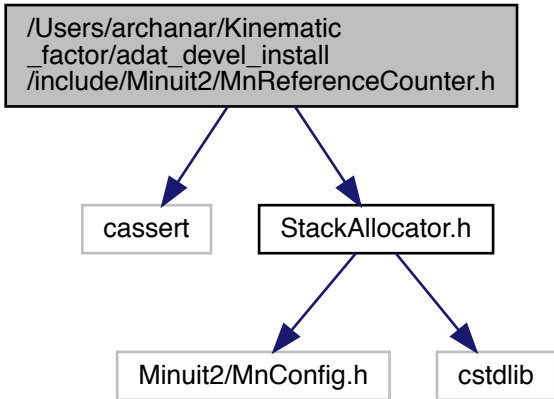 /Users/archanar/Kinematic
_factor/adat_devel_install
/include/Minuit2/MnReferenceCounter.h
cassert
StackAllocator.h
Minuit2/MnConfig.h
cstdlib